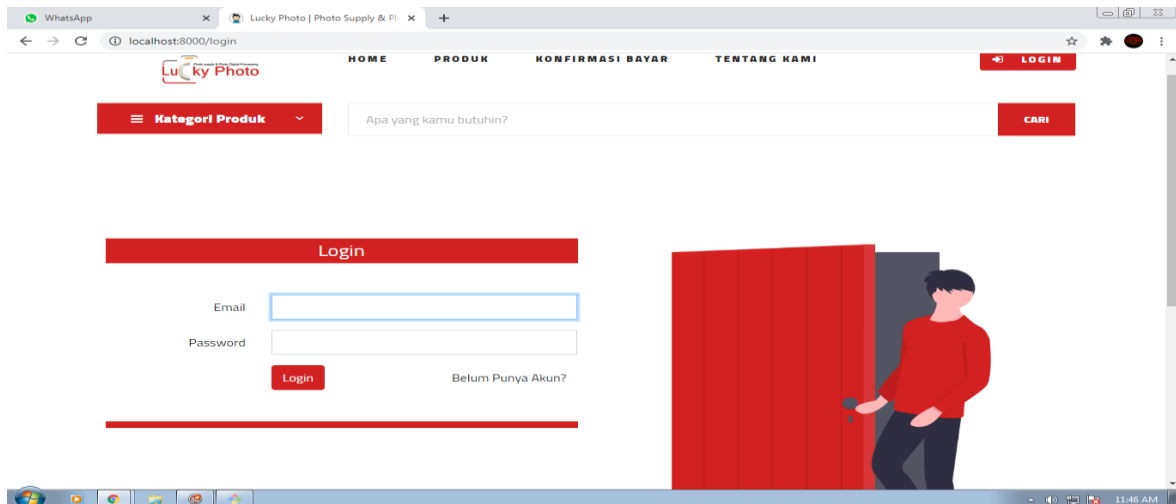 WhatsApp
Lucky Photo | Photo Supply & Ph
localhost:8000/login
Lucky Photo
HOME PRODUK KONFIRMASI BAYAR TENTANG KAMI LOGIN
Kategori Produk
Apa yang kamu butuhin?
CARI
Login
Email
Password
Login Belum Punya Akun?
11:46 AM